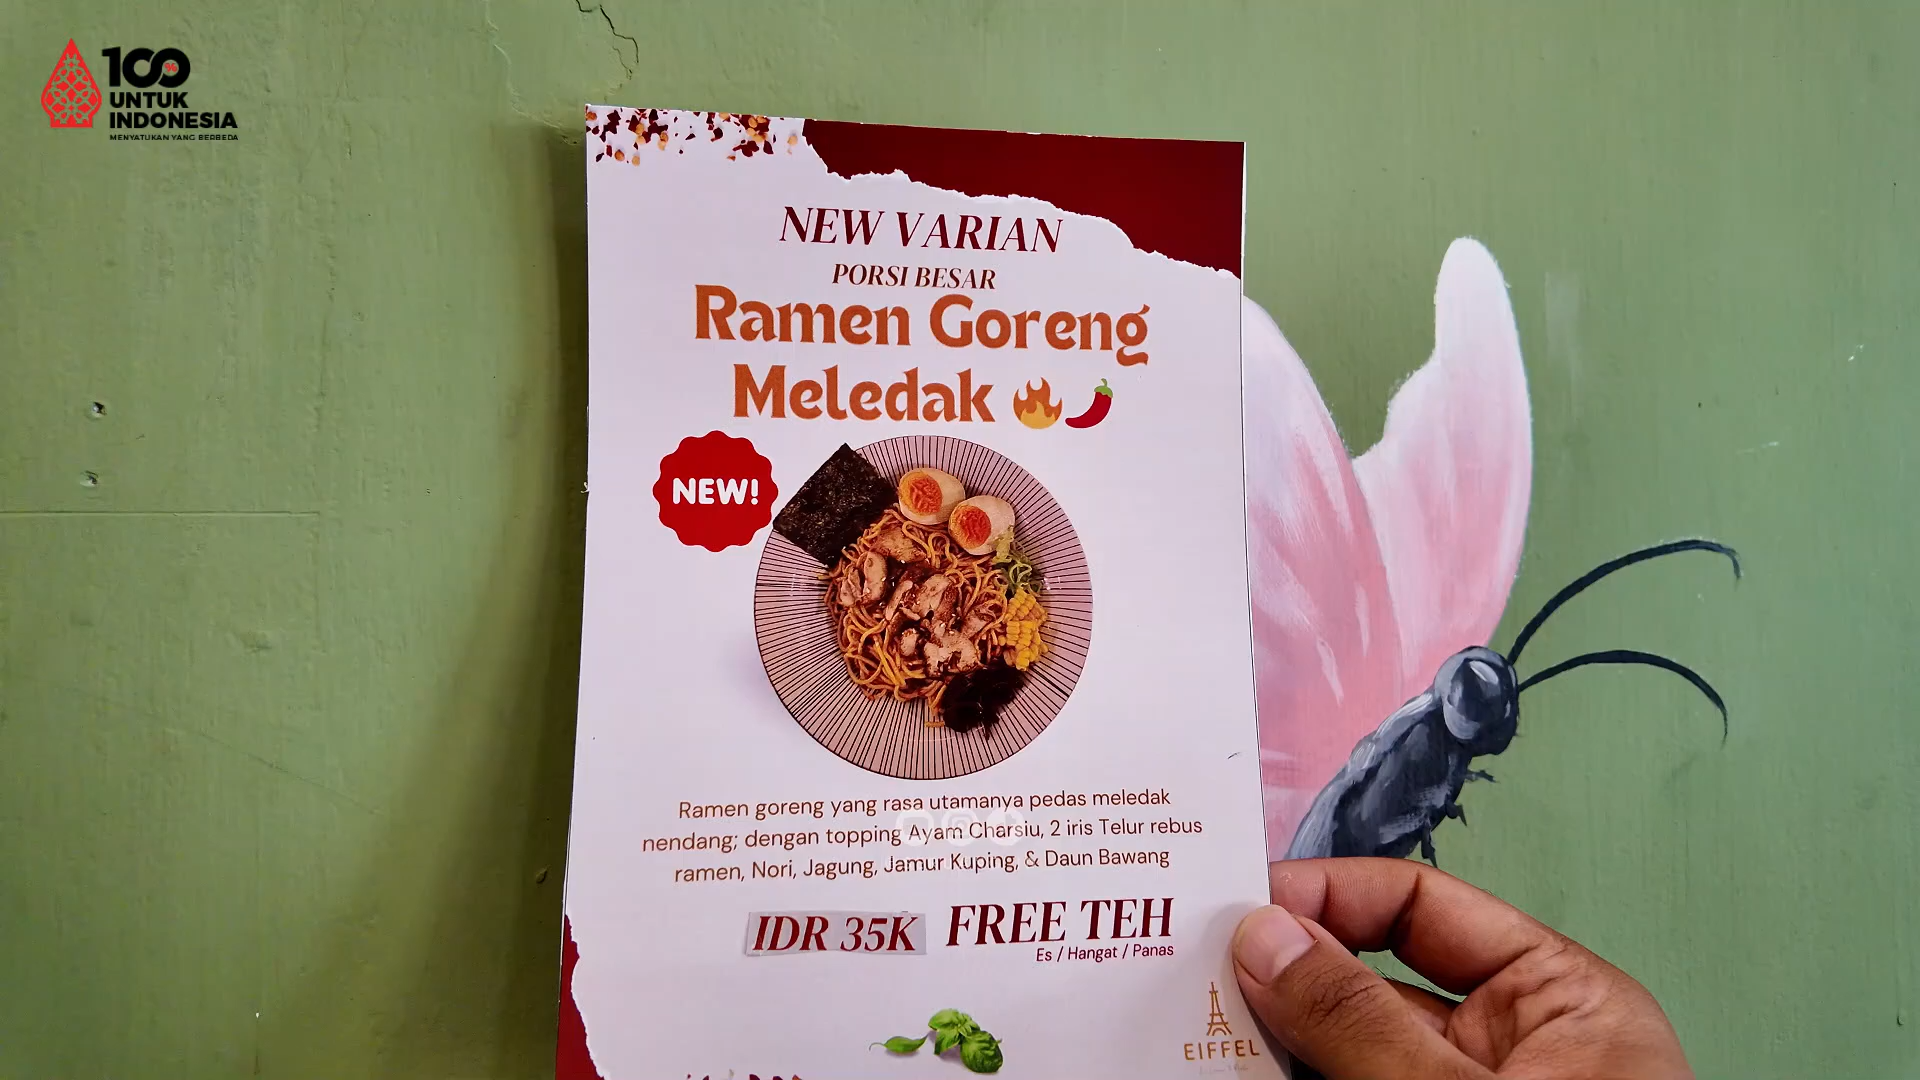 100%
UNTUK
INDONESIA
MENYATUKAN YANG BERBEDA
NEW VARIAN
PORSI BESAR
Ramen Goreng
Meledak
NEW!
Ramen goreng yang rasa utamanya pedas meledak
nendang; dengan topping Ayam Charsiu, 2 iris Telur rebus
ramen, Nori, Jagung, Jamur Kuping, & Daun Bawang
IDR 35K FREE TEH
Es / Hangat / Panas
EIFFEL